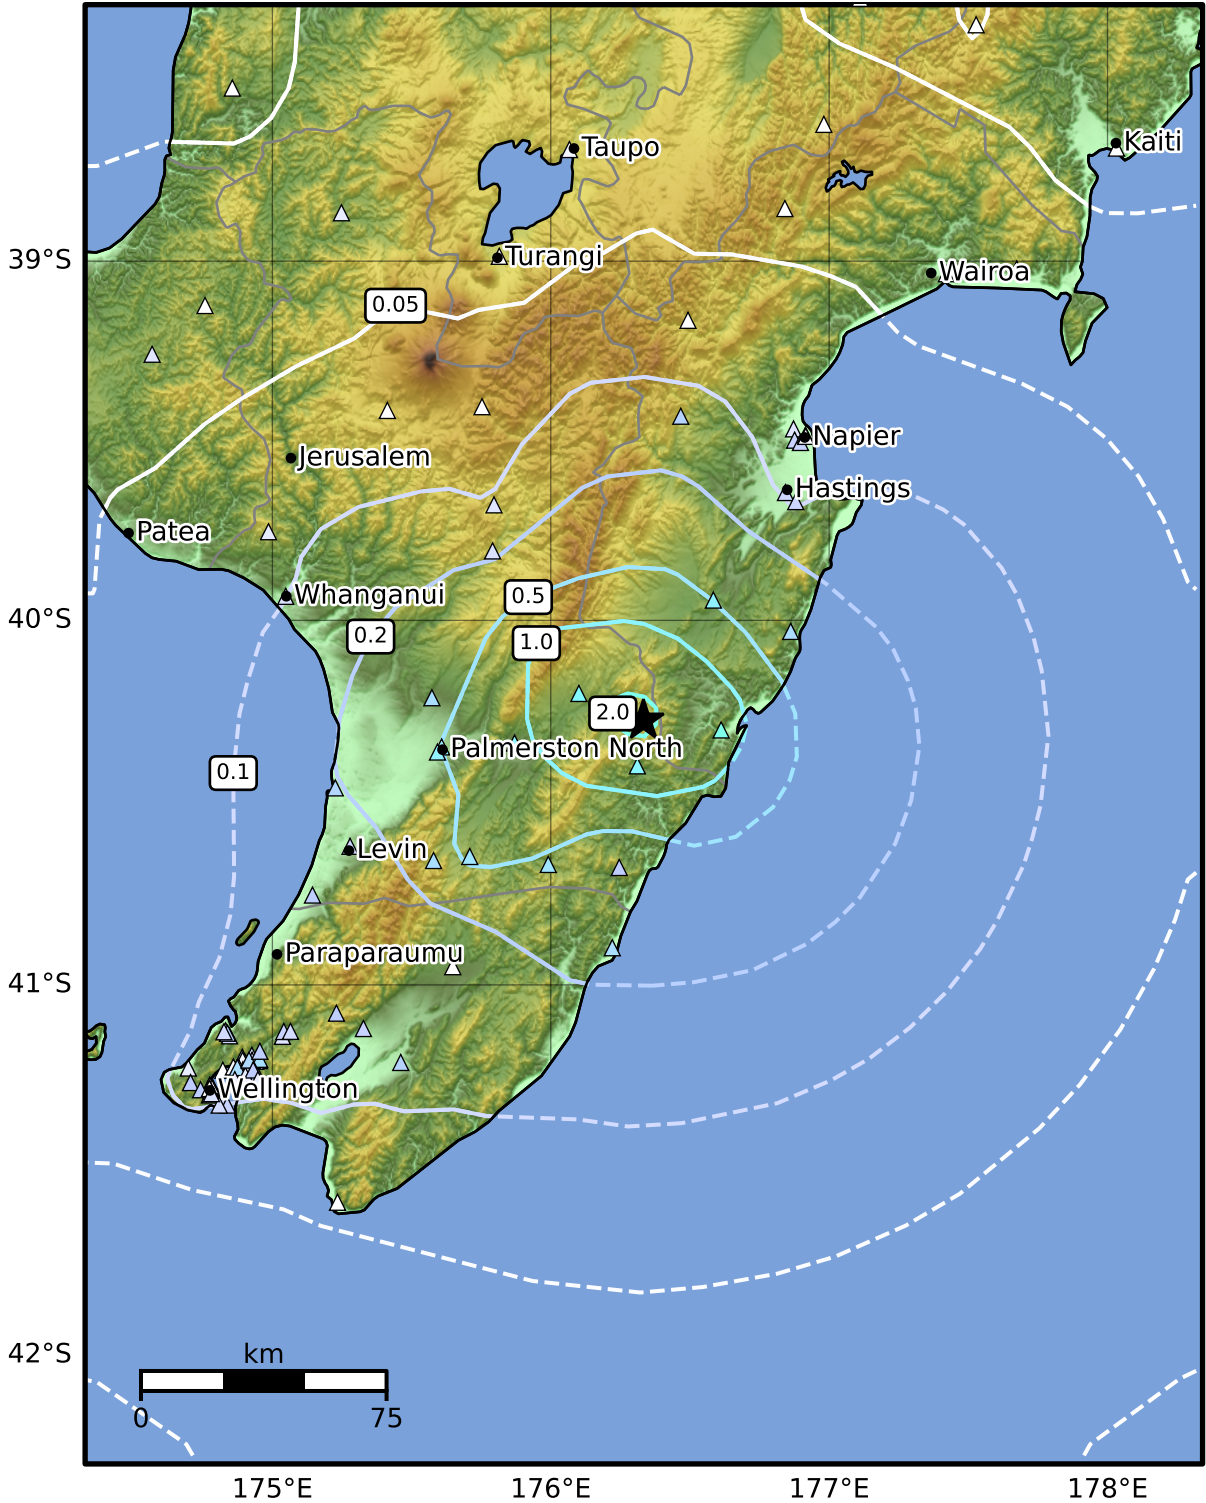 Kaiti
Taupo
Turangi
39°S
Wairoa
0.05
Napier
Jerusalem
Hastings
Patea
Whanganui
0.5
40°S
0.2
1.0
2.0
Palmerston North
0.1
Levin
Paraparaumu
41°S
Wellington
42°S
km
0 75
175°E 176°E 177°E 178°E